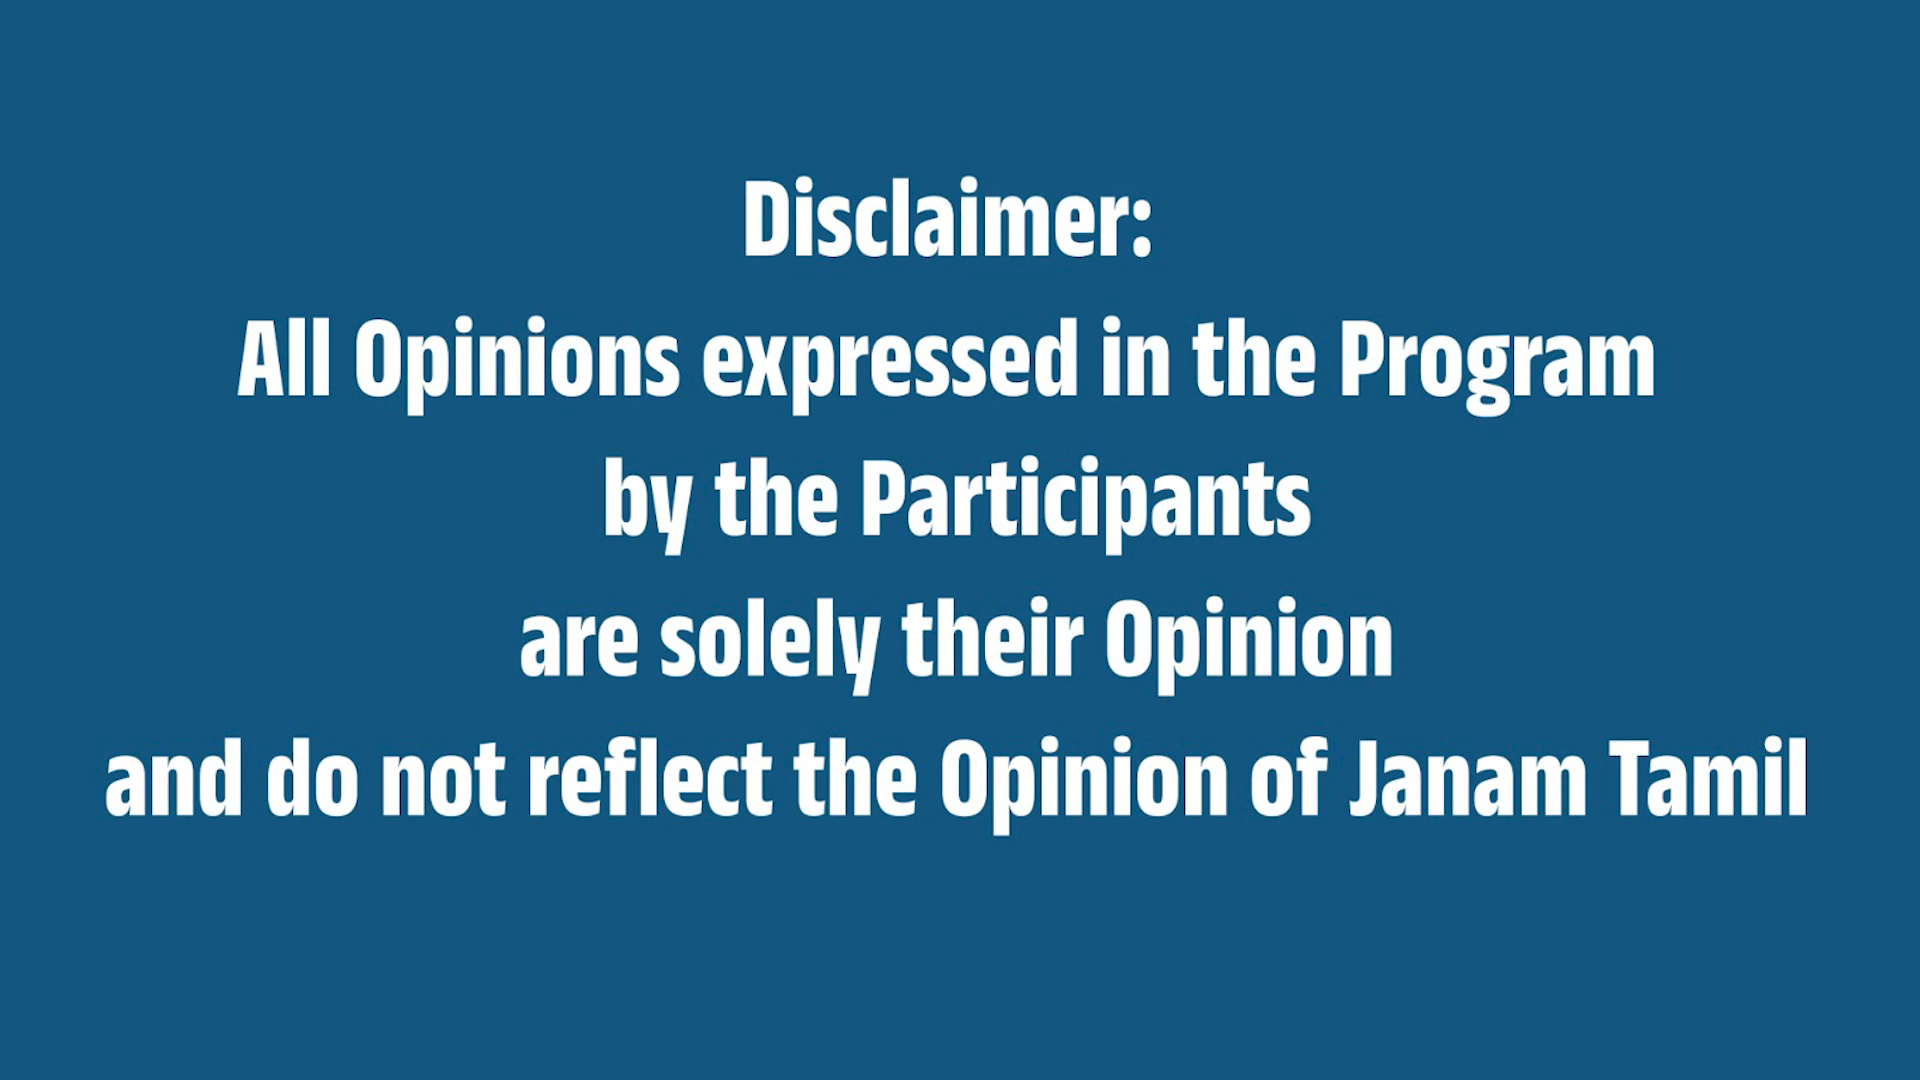 Disclaimer:
All Opinions expressed in the Program
by the Participants
are solely their Opinion
and do not reflect the Opinion of Janam Tamil